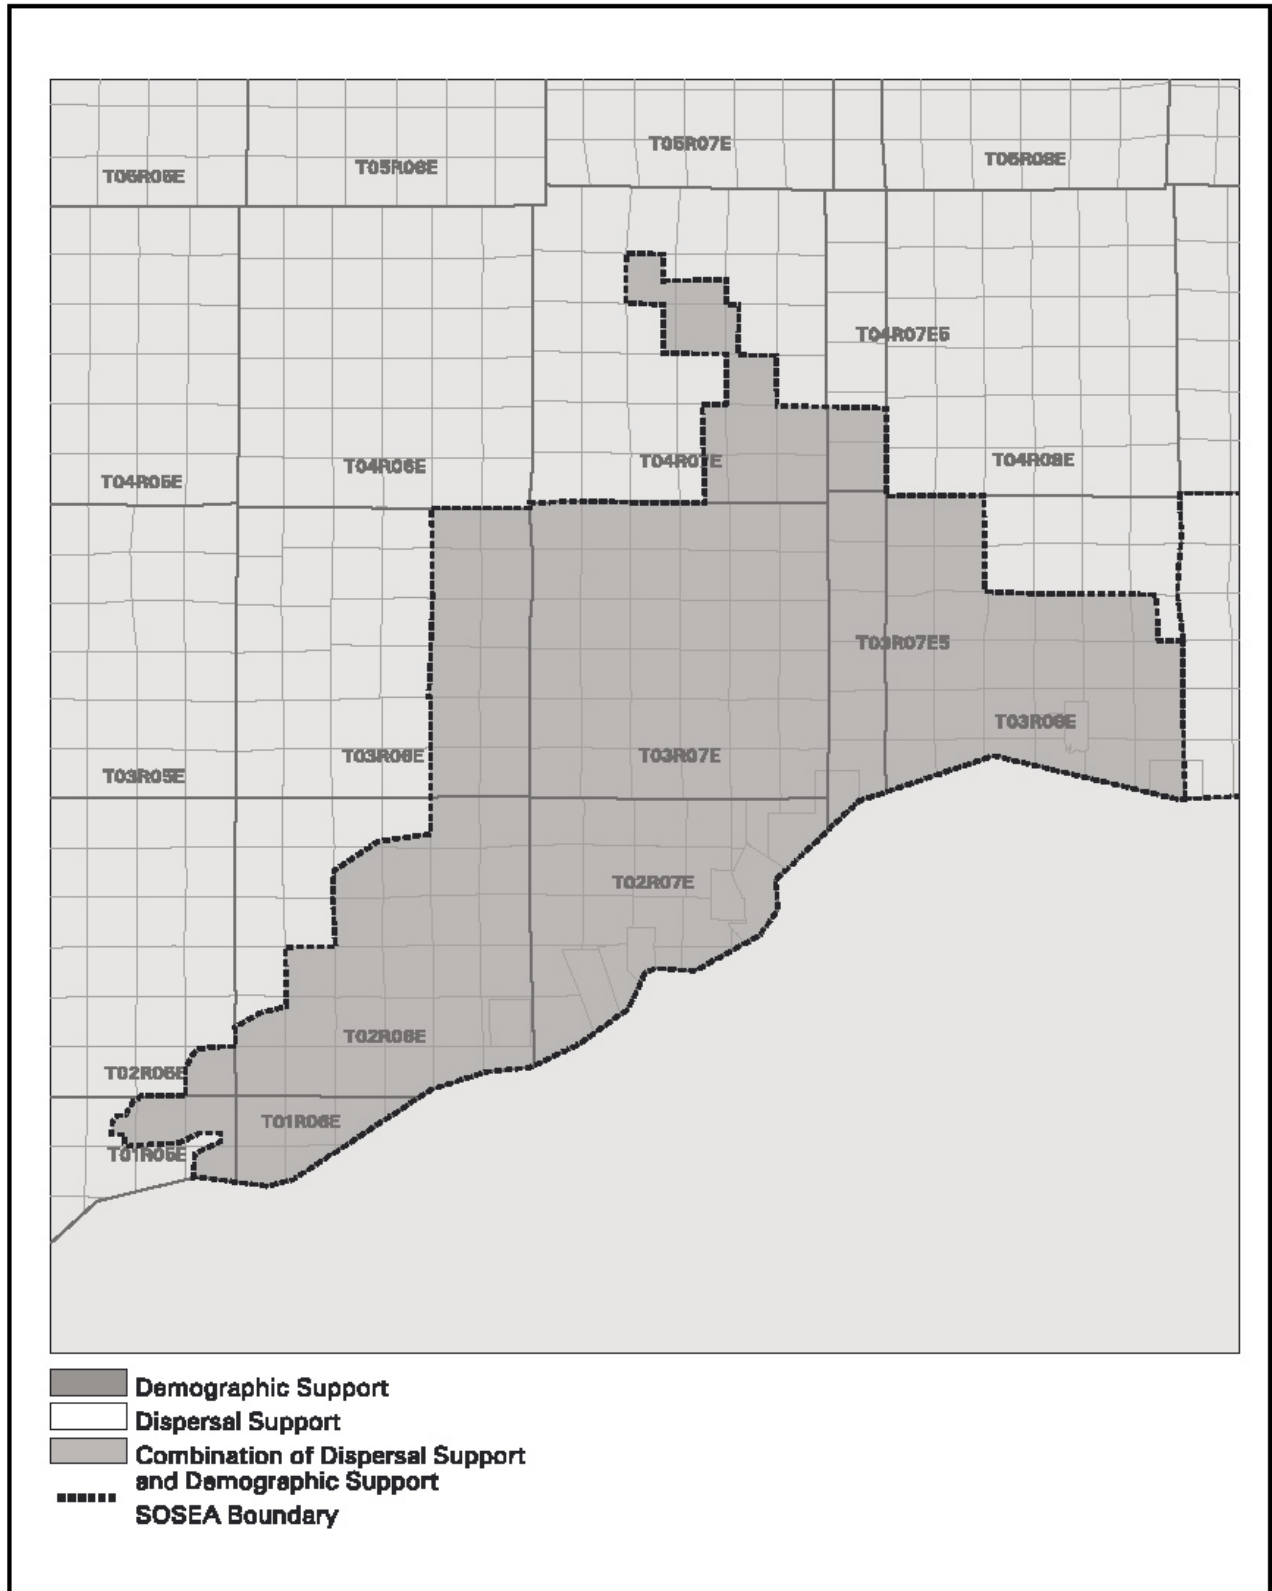 T05R07E
T05R08E
T05R06E
T05R05E
T04R07E5
T04R07E
T04R08E
T04R06E
T04R05E
T03R07E5
T03R08E
T03R06E
T03R07E
T03R05E
T02R07E
T02R06E
T02R05E
T01R06E
T01R05E
Demographic Support
Dispersal Support
Combination of Dispersal Support
and Demographic Support
SOSEA Boundary